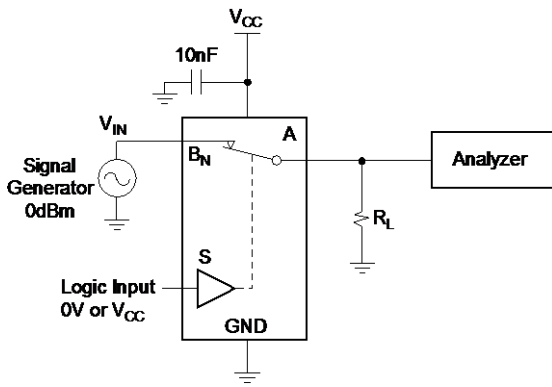 VCC
10nF
VIN
A
BN
Signal
Generator
0dBm
Analyzer
RL
S
Logic Input
0V or VCC
GND